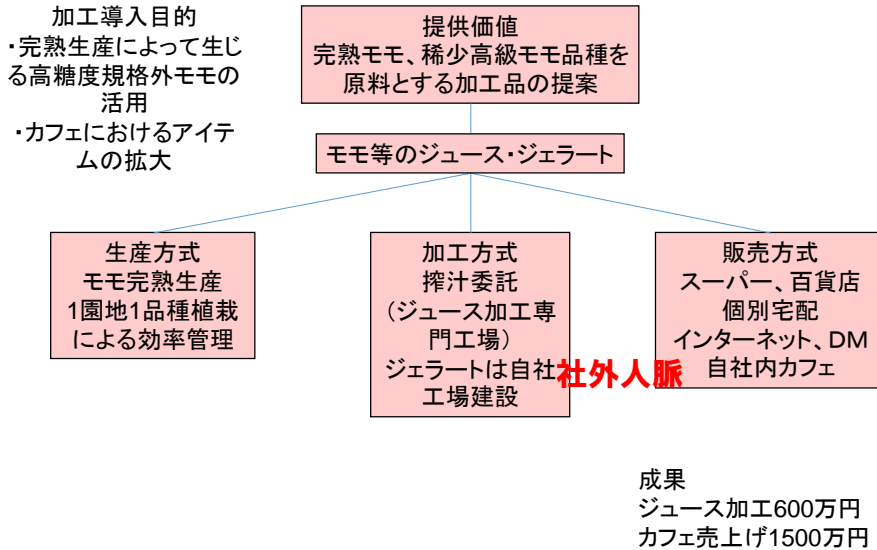 加工導入目的
・完熟生産によって生じ
る高糖度規格外モモの
活用
・カフェにおけるアイテ
ムの拡大
提供価値
完熟モモ、稀少高級モモ品種を
原料とする加工品の提案
モモ等のジュース・ジェラート
生産方式
モモ完熟生産
1園地1品種植栽
による効率管理
加工方式
搾汁委託
（ジュース加工専
門工場）
ジェラートは自社
工場建設
社外人脈
販売方式
スーパー、百貨店
個別宅配
インターネット、DM
自社内カフェ
成果
ジュース加工600万円
カフェ売上げ1500万円